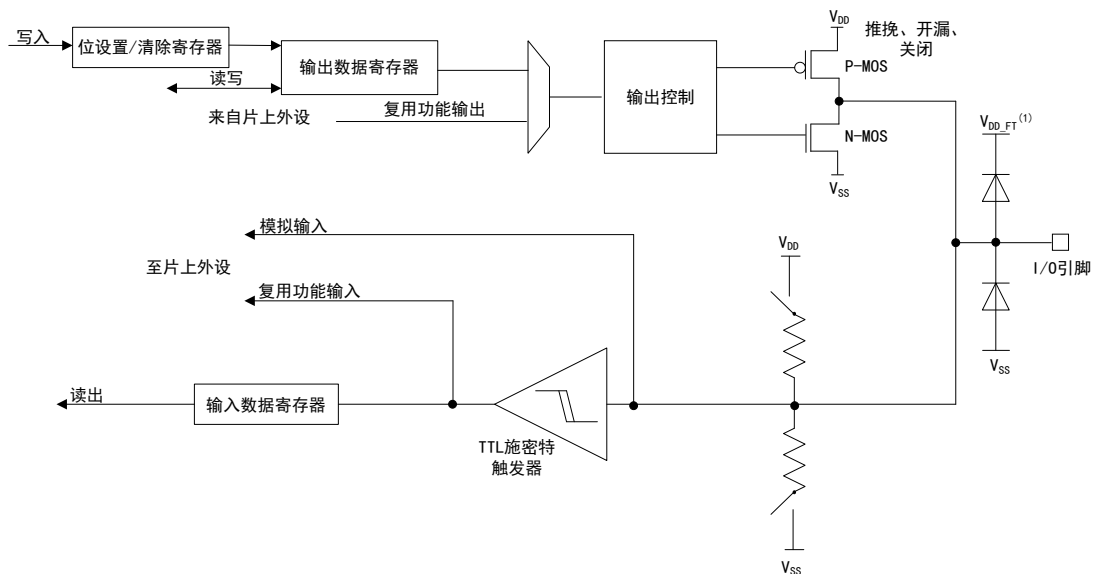 写入
位设置/清除寄存器
读写
输出数据寄存器
来自片上外设
复用功能输出
输出控制
VDD
推挽、开漏、
关闭
P-MOS
N-MOS
VSS
VDD_FT(1)
I/O引脚
VSS
模拟输入
至片上外设
复用功能输入
VDD
读出
输入数据寄存器
TTL施密特
触发器
VSS